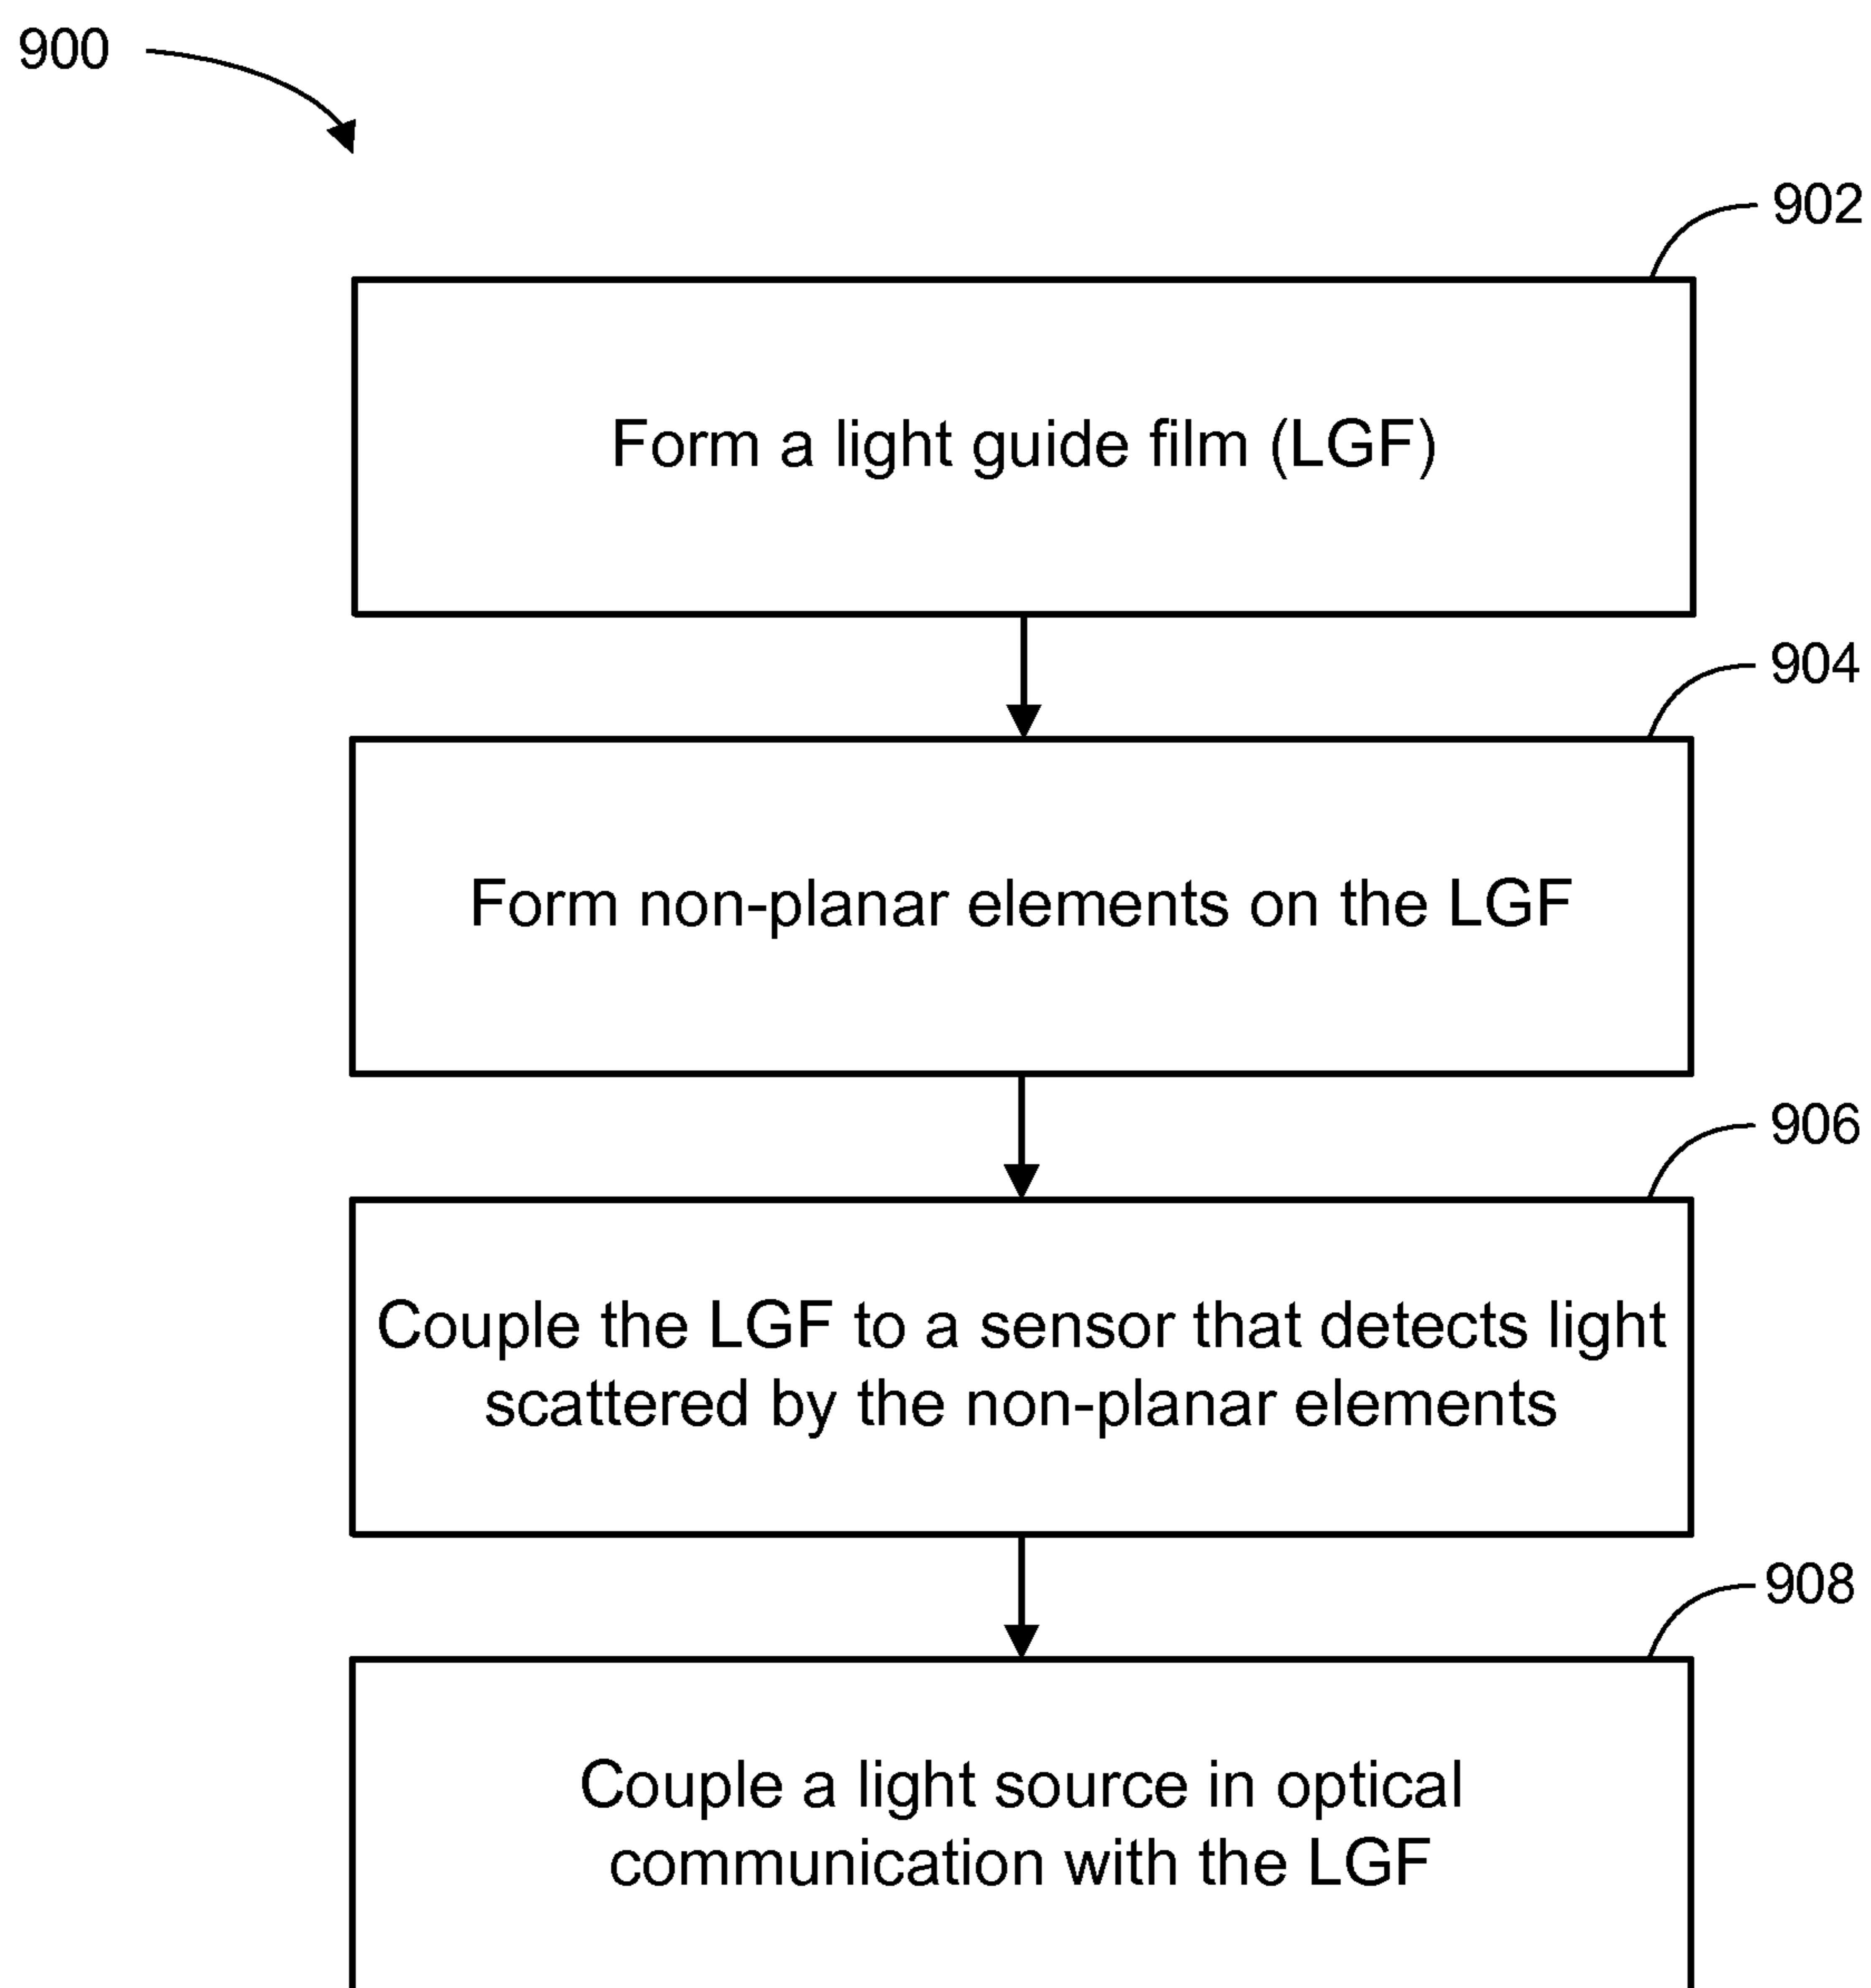 900
902
Form a light guide film (LGF)
904
Form non-planar elements on the LGF
906
Couple the LGF to a sensor that detects light
scattered by the non-planar elements
908
Couple a light source in optical
communication with the LGF